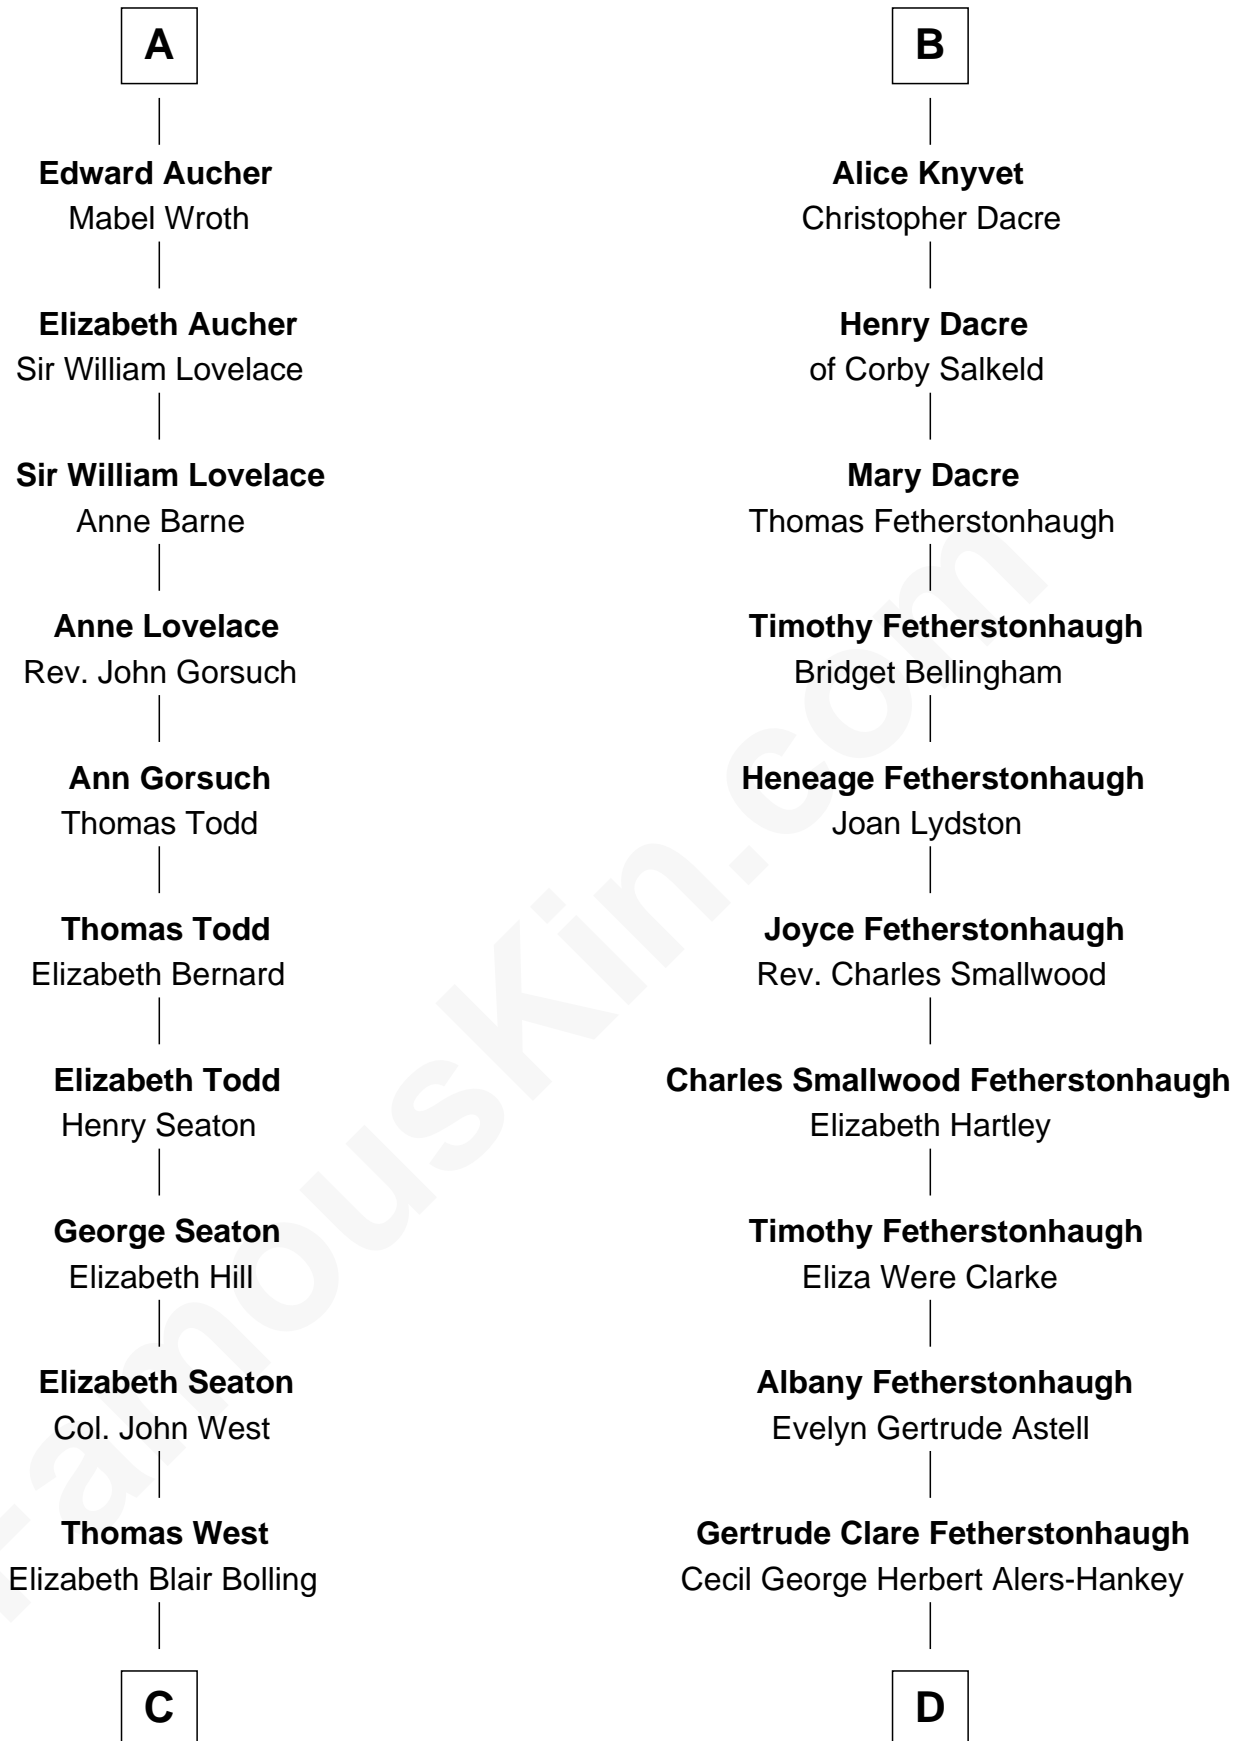 A
Edward Aucher
Mabel Wroth
Elizabeth Aucher
Sir William Lovelace
Sir William Lovelace
Anne Barne
Anne Lovelace
Rev. John Gorsuch
Ann Gorsuch
Thomas Todd
Thomas Todd
Elizabeth Bernard
Elizabeth Todd
Henry Seaton
George Seaton
Elizabeth Hill
Elizabeth Seaton
Col. John West
Thomas West
Elizabeth Blair Bolling
C
B
Alice Knyvet
Christopher Dacre
Henry Dacre
of Corby Salkeld
Mary Dacre
Thomas Fetherstonhaugh
Timothy Fetherstonhaugh
Bridget Bellingham
Heneage Fetherstonhaugh
Joan Lydston
Joyce Fetherstonhaugh
Rev. Charles Smallwood
Charles Smallwood Fetherstonhaugh
Elizabeth Hartley
Timothy Fetherstonhaugh
Eliza Were Clarke
Albany Fetherstonhaugh
Evelyn Gertrude Astell
Gertrude Clare Fetherstonhaugh
Cecil George Herbert Alers-Hankey
D
FamousKin.com